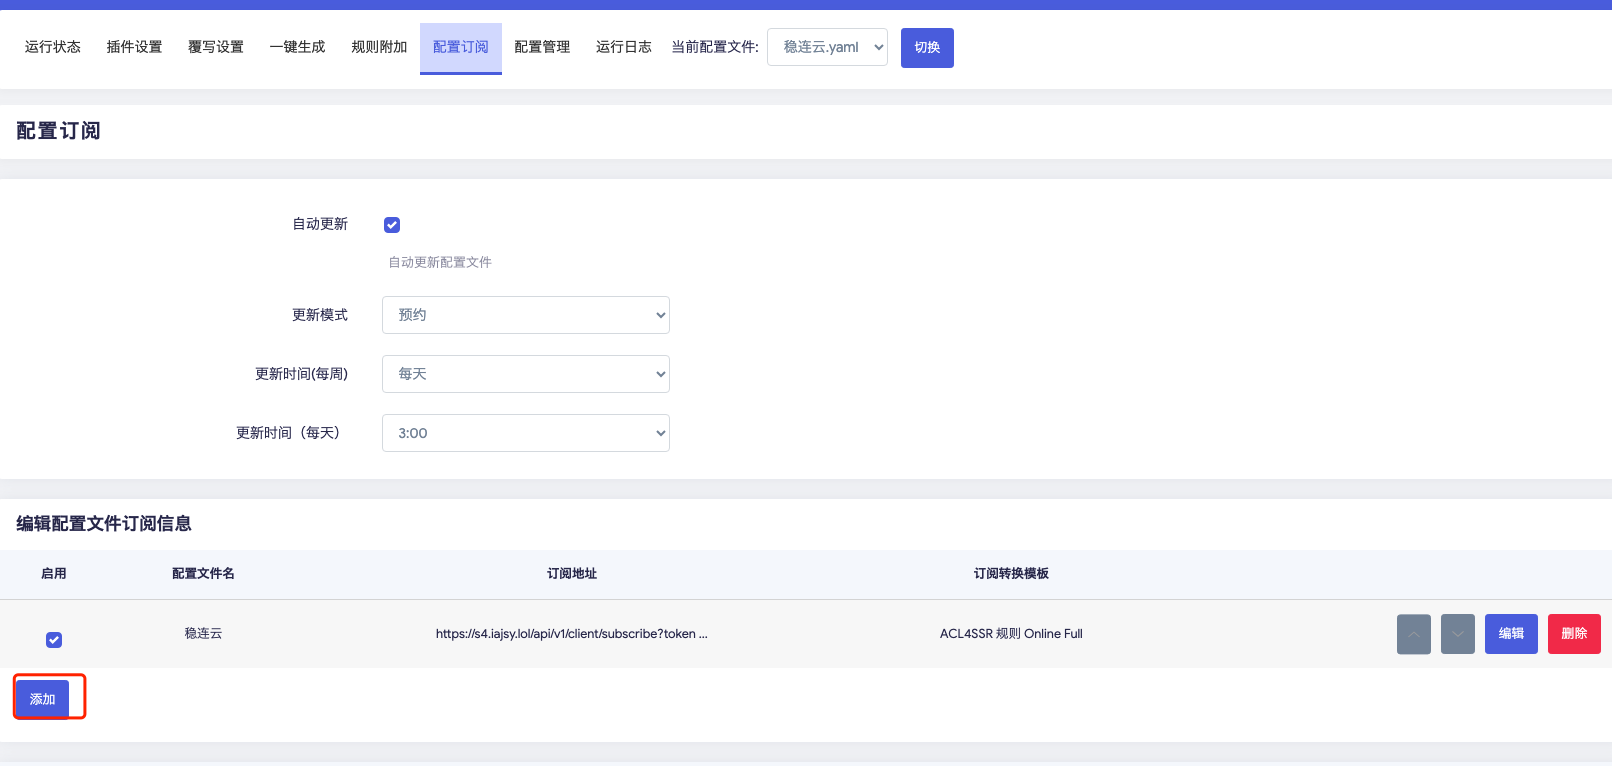 运行状态 插件设置 覆写设置 一键生成 规则附加 配置订阅 配置管理 运行日志 当前配置文件: 稳连云.yaml 切换
配置订阅
自动更新
自动更新配置文件
更新模式 预约
更新时间(每周) 每天
更新时间（每天） 3:00
编辑配置文件订阅信息
启用 配置文件名 订阅地址 订阅转换模板
稳连云 https://s4.iajsy.lol/api/v1/client/subscribe?token ... ACL4SSR 规则 Online Full 编辑 删除
添加